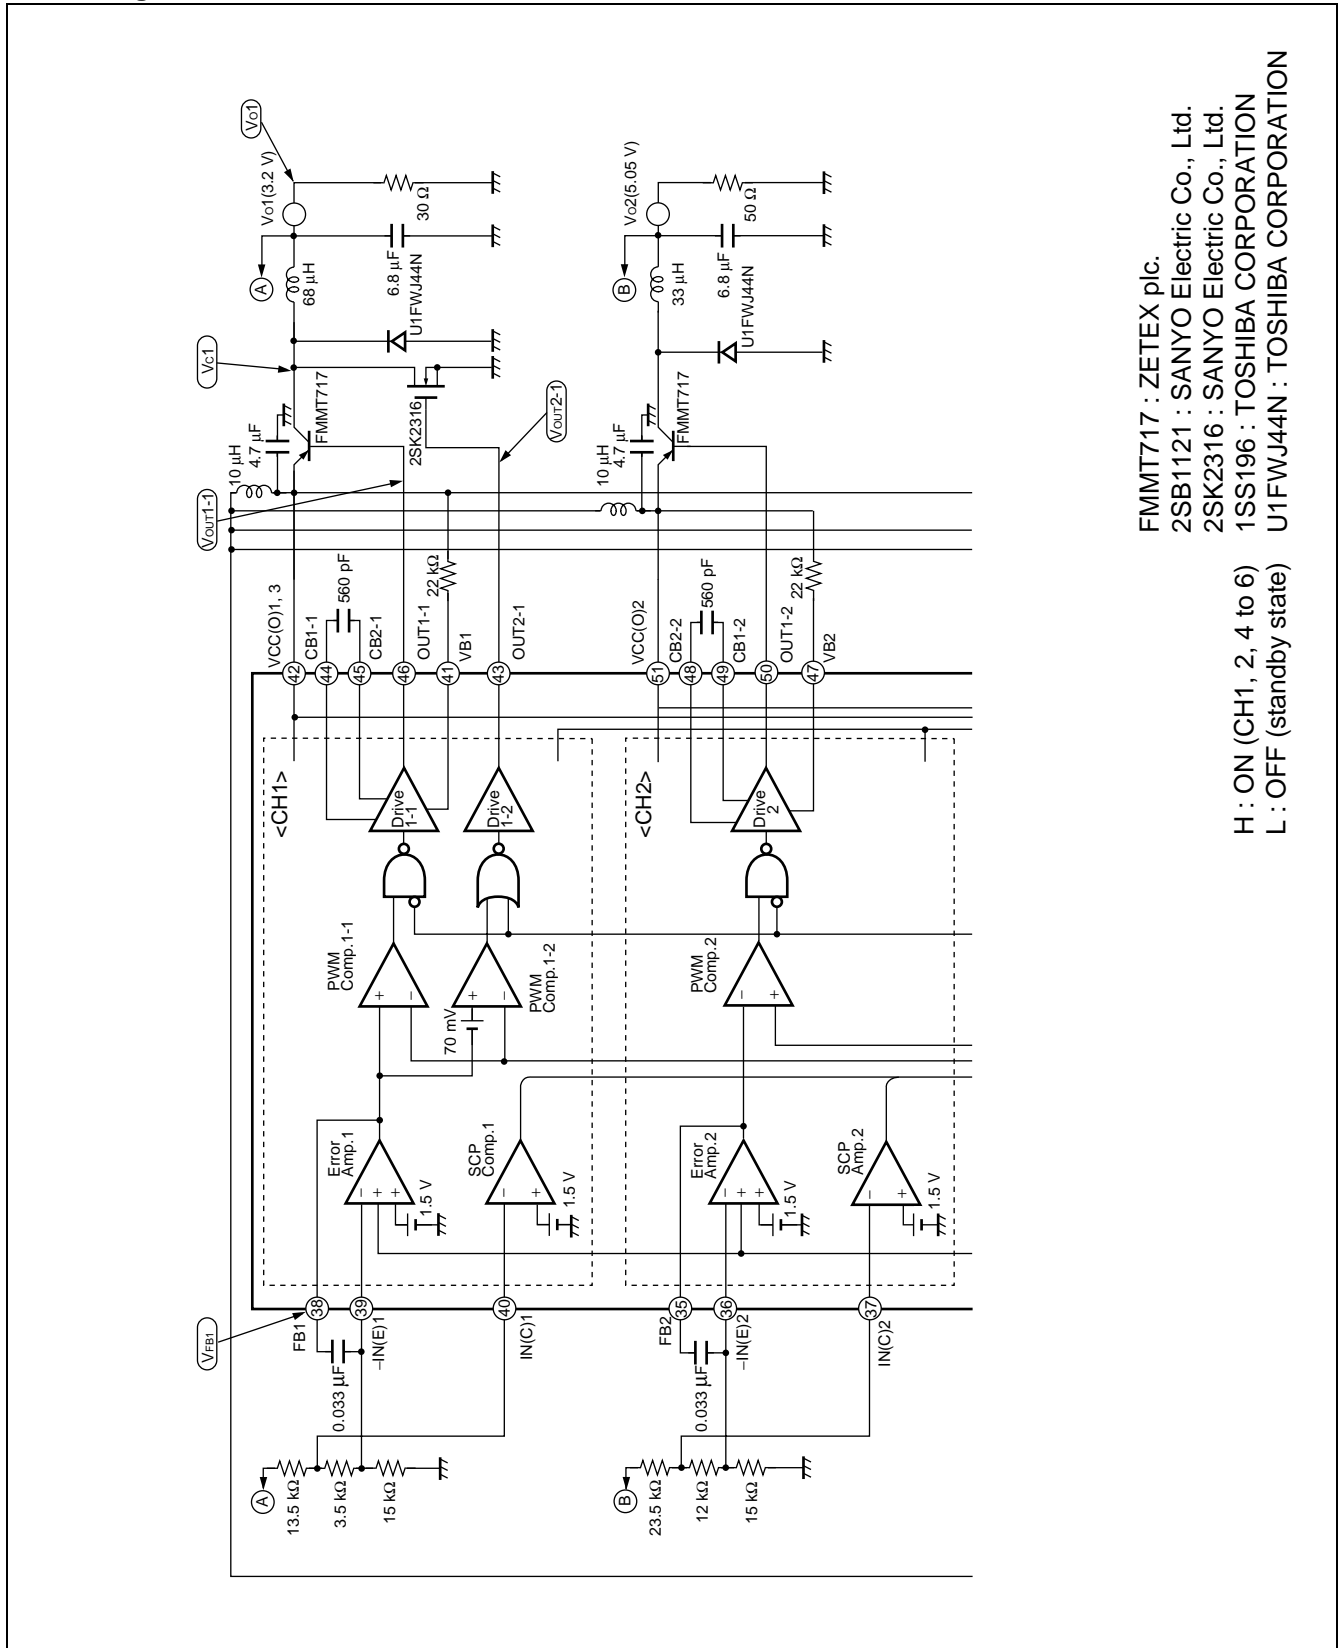 Vo1
Vo1(3.2 V)
A
68 µH
6.8 µF
30 Ω
U1FWJ44N
Vc1
FMMT717
2SK2316
4.7 µF
10 µH
VOUT1-1
VOUT2-1
VCC(O)1, 3
42
CB1-1
44
560 pF
CB2-1
45
OUT1-1
46
22 kΩ
VB1
41
OUT2-1
43
<CH1>
Drive
1-1
Drive
1-2
PWM
Comp.1-1
+
−
PWM
Comp.1-2
+
−
70 mV
Error
Amp.1
−
+
+
1.5 V
SCP
Comp.1
−
+
1.5 V
VFB1
38
FB1
39
−IN(E)1
40
IN(C)1
0.033 µF
A
13.5 kΩ
3.5 kΩ
15 kΩ
Vo2(5.05 V)
B
33 µH
6.8 µF
50 Ω
U1FWJ44N
FMMT717
4.7 µF
10 µH
VCC(O)2
51
CB2-2
48
560 pF
CB1-2
49
OUT1-2
50
22 kΩ
VB2
47
<CH2>
Drive
2
PWM
Comp.2
−
+
Error
Amp.2
−
+
+
1.5 V
SCP
Amp.2
−
+
1.5 V
35
FB2
36
−IN(E)2
37
IN(C)2
0.033 µF
B
23.5 kΩ
12 kΩ
15 kΩ
FMMT717 : ZETEX plc.
2SB1121 : SANYO Electric Co., Ltd.
2SK2316 : SANYO Electric Co., Ltd.
1SS196 : TOSHIBA CORPORATION
U1FWJ44N : TOSHIBA CORPORATION
H : ON (CH1, 2, 4 to 6)
L : OFF (standby state)